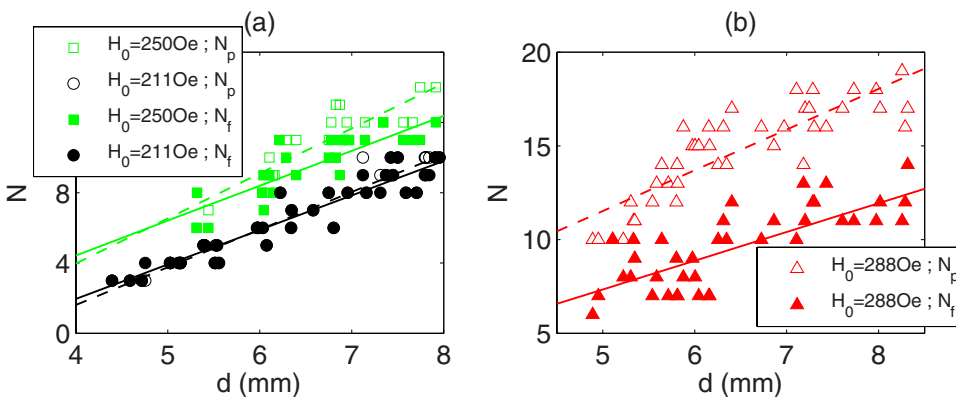 (a)
(b)
H0=250Oe ; Np
H0=211Oe ; Np
H0=250Oe ; Nf
H0=211Oe ; Nf
8
4
0
N
4 5 6 7 8
d (mm)
20
15
10
5
N
5 6 7 8
d (mm)
H0=288Oe ; Np
H0=288Oe ; Nf